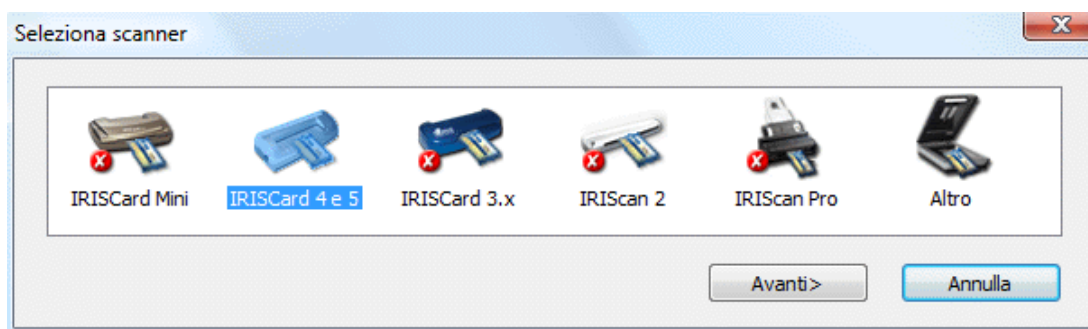 Seleziona scanner
IRISCard Mini IRISCard 4 e 5 IRISCard 3.x IRIScan 2 IRIScan Pro Altro
Avanti> Annulla